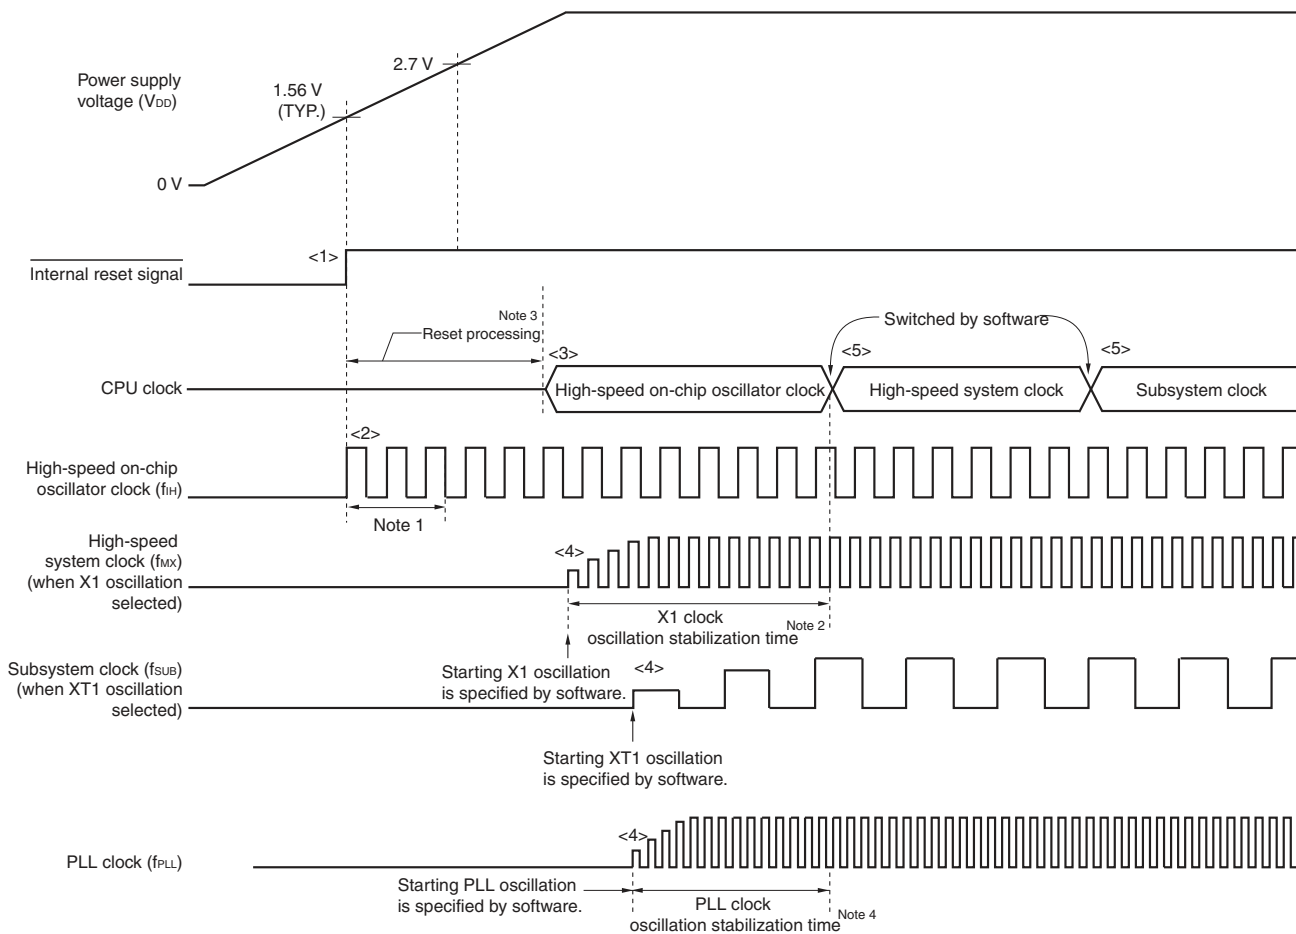 Power supply
voltage (VDD)
2.7 V
1.56 V
(TYP.)
0 V
Internal reset signal
<1>
Note 3
Reset processing
Switched by software
CPU clock
<3>
<5>
<5>
High-speed on-chip oscillator clock
High-speed system clock
Subsystem clock
High-speed on-chip
oscillator clock (fIH)
<2>
Note 1
High-speed
system clock (fMX)
(when X1 oscillation
selected)
<4>
X1 clock
oscillation stabilization time Note 2
Starting X1 oscillation
is specified by software.
Subsystem clock (fSUB)
(when XT1 oscillation
selected)
<4>
Starting XT1 oscillation
is specified by software.
PLL clock (fPLL)
<4>
Starting PLL oscillation
is specified by software.
PLL clock
oscillation stabilization time Note 4